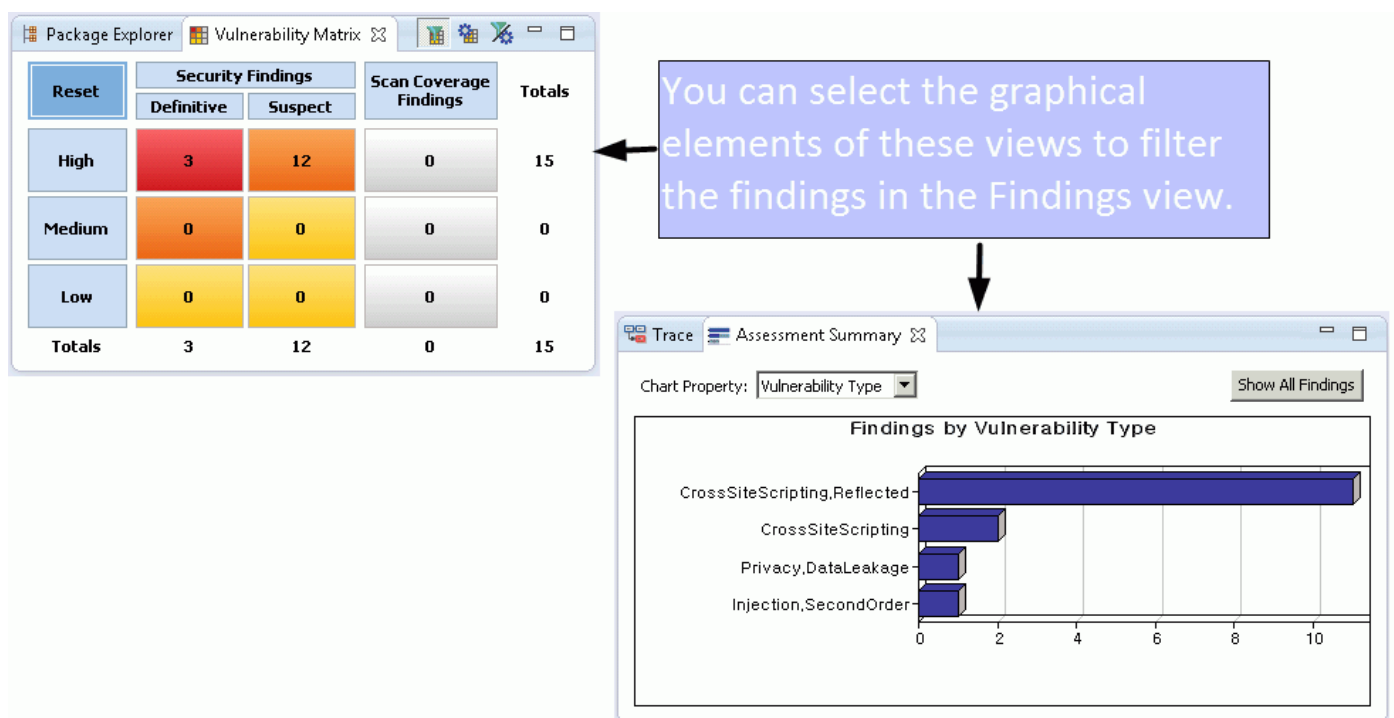 Package Explorer Vulnerability Matrix
Reset
Security Findings
Definitive Suspect
Scan Coverage
Findings
Totals
High 3 12 0 15
Medium 0 0 0 0
Low 0 0 0 0
Totals 3 12 0 15
You can select the graphical
elements of these views to filter
the findings in the Findings view.
Trace Assessment Summary
Chart Property: Vulnerability Type Show All Findings
Findings by Vulnerability Type
CrossSiteScripting,Reflected
CrossSiteScripting
Privacy,DataLeakage
Injection,SecondOrder
0 2 4 6 8 10